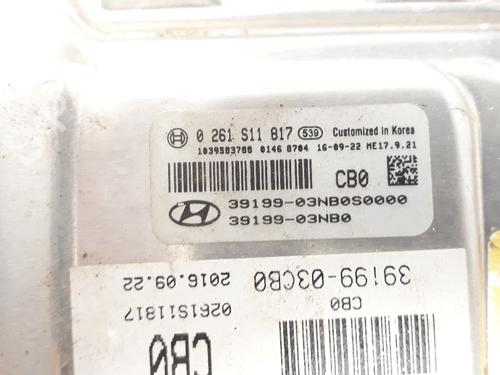 0 261 S11 817 539 Customized in Korea
1039S83788 0146 8704 16-09-22 ME17.9.21
CB0
39199-03NB0S0000
39199-03NB0
39199-03CB0
2016.09.22
CB0
0261S11817
CB0